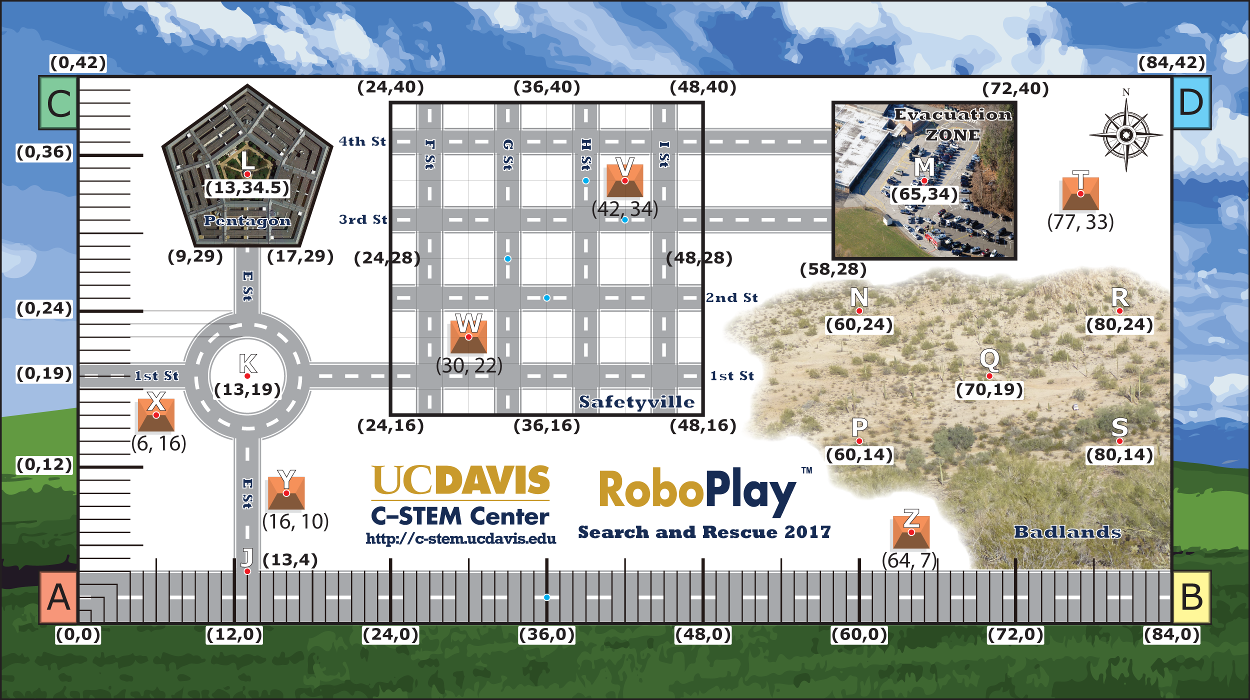 (0,42)
(84,42)
C
(24,40)
(36,40)
(48,40)
(72,40)
D
N
Evacuation
ZONE
4th St
F St
G St
H St
I St
(0,36)
L
(13,34.5)
V
(42, 34)
M
(65,34)
T
(77, 33)
Pentagon
3rd St
(9,29)
(17,29)
(24,28)
(48,28)
(58,28)
E St
2nd St
N
(60,24)
R
(80,24)
(0,24)
W
(30, 22)
K
(13,19)
Q
(70,19)
(0,19)
1st St
1st St
X
(6, 16)
Safetyville
(24,16)
(36,16)
(48,16)
P
(60,14)
S
(80,14)
(0,12)
E St
Y
(16, 10)
UCDAVIS
C-STEM Center
http://c-stem.ucdavis.edu
RoboPlay™
Search and Rescue 2017
Z
(64, 7)
Badlands
J
(13,4)
A
B
(0,0)
(12,0)
(24,0)
(36,0)
(48,0)
(60,0)
(72,0)
(84,0)